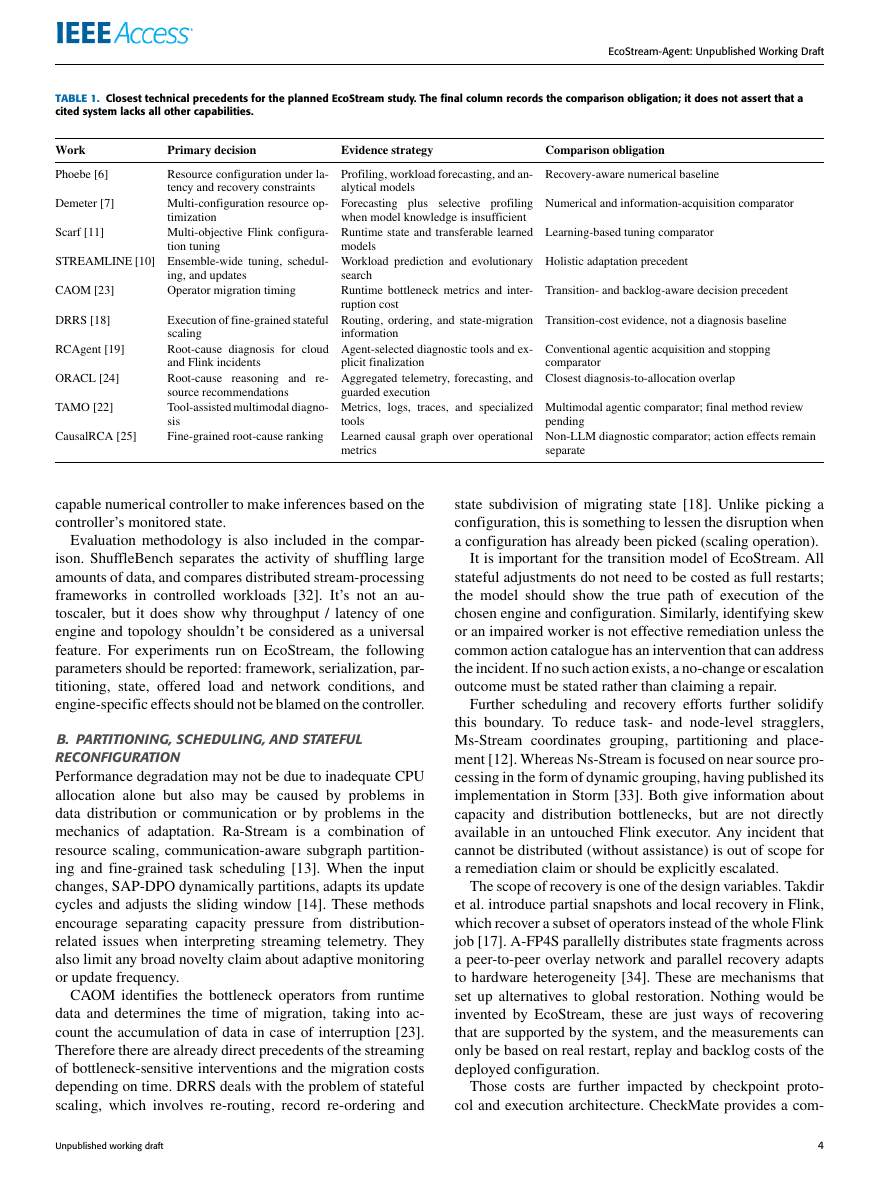 IEEE Access
EcoStream-Agent: Unpublished Working Draft
TABLE 1. Closest technical precedents for the planned EcoStream study. The final column records the comparison obligation; it does not assert that a
cited system lacks all other capabilities.
Work Primary decision Evidence strategy Comparison obligation
Phoebe [6] Resource configuration under la- Profiling, workload forecasting, and an- Recovery-aware numerical baseline
tency and recovery constraints alytical models
Demeter [7] Multi-configuration resource op- Forecasting plus selective profiling Numerical and information-acquisition comparator
timization when model knowledge is insufficient
Scarf [11] Multi-objective Flink configura- Runtime state and transferable learned Learning-based tuning comparator
tion tuning models
STREAMLINE [10] Ensemble-wide tuning, schedul- Workload prediction and evolutionary Holistic adaptation precedent
ing, and updates search
CAOM [23] Operator migration timing Runtime bottleneck metrics and inter- Transition- and backlog-aware decision precedent
ruption cost
DRRS [18] Execution of fine-grained stateful Routing, ordering, and state-migration Transition-cost evidence, not a diagnosis baseline
scaling information
RCAgent [19] Root-cause diagnosis for cloud Agent-selected diagnostic tools and ex- Conventional agentic acquisition and stopping
and Flink incidents plicit finalization comparator
ORACL [24] Root-cause reasoning and re- Aggregated telemetry, forecasting, and Closest diagnosis-to-allocation overlap
source recommendations guarded execution
TAMO [22] Tool-assisted multimodal diagno- Metrics, logs, traces, and specialized Multimodal agentic comparator; final method review
sis tools pending
CausalRCA [25] Fine-grained root-cause ranking Learned causal graph over operational Non-LLM diagnostic comparator; action effects remain
metrics separate
capable numerical controller to make inferences based on the
controller's monitored state.
Evaluation methodology is also included in the compar-
ison. ShuffleBench separates the activity of shuffling large
amounts of data, and compares distributed stream-processing
frameworks in controlled workloads [32]. It's not an au-
toscaler, but it does show why throughput / latency of one
engine and topology shouldn't be considered as a universal
feature. For experiments run on EcoStream, the following
parameters should be reported: framework, serialization, par-
titioning, state, offered load and network conditions, and
engine-specific effects should not be blamed on the controller.
B. PARTITIONING, SCHEDULING, AND STATEFUL
RECONFIGURATION
Performance degradation may not be due to inadequate CPU
allocation alone but also may be caused by problems in
data distribution or communication or by problems in the
mechanics of adaptation. Ra-Stream is a combination of
resource scaling, communication-aware subgraph partition-
ing and fine-grained task scheduling [13]. When the input
changes, SAP-DPO dynamically partitions, adapts its update
cycles and adjusts the sliding window [14]. These methods
encourage separating capacity pressure from distribution-
related issues when interpreting streaming telemetry. They
also limit any broad novelty claim about adaptive monitoring
or update frequency.
CAOM identifies the bottleneck operators from runtime
data and determines the time of migration, taking into ac-
count the accumulation of data in case of interruption [23].
Therefore there are already direct precedents of the streaming
of bottleneck-sensitive interventions and the migration costs
depending on time. DRRS deals with the problem of stateful
scaling, which involves re-routing, record re-ordering and
state subdivision of migrating state [18]. Unlike picking a
configuration, this is something to lessen the disruption when
a configuration has already been picked (scaling operation).
It is important for the transition model of EcoStream. All
stateful adjustments do not need to be costed as full restarts;
the model should show the true path of execution of the
chosen engine and configuration. Similarly, identifying skew
or an impaired worker is not effective remediation unless the
common action catalogue has an intervention that can address
the incident. If no such action exists, a no-change or escalation
outcome must be stated rather than claiming a repair.
Further scheduling and recovery efforts further solidify
this boundary. To reduce task- and node-level stragglers,
Ms-Stream coordinates grouping, partitioning and place-
ment [12]. Whereas Ns-Stream is focused on near source pro-
cessing in the form of dynamic grouping, having published its
implementation in Storm [33]. Both give information about
capacity and distribution bottlenecks, but are not directly
available in an untouched Flink executor. Any incident that
cannot be distributed (without assistance) is out of scope for
a remediation claim or should be explicitly escalated.
The scope of recovery is one of the design variables. Takdir
et al. introduce partial snapshots and local recovery in Flink,
which recover a subset of operators instead of the whole Flink
job [17]. A-FP4S parallelly distributes state fragments across
a peer-to-peer overlay network and parallel recovery adapts
to hardware heterogeneity [34]. These are mechanisms that
set up alternatives to global restoration. Nothing would be
invented by EcoStream, these are just ways of recovering
that are supported by the system, and the measurements can
only be based on real restart, replay and backlog costs of the
deployed configuration.
Those costs are further impacted by checkpoint proto-
col and execution architecture. CheckMate provides a com-
Unpublished working draft
4